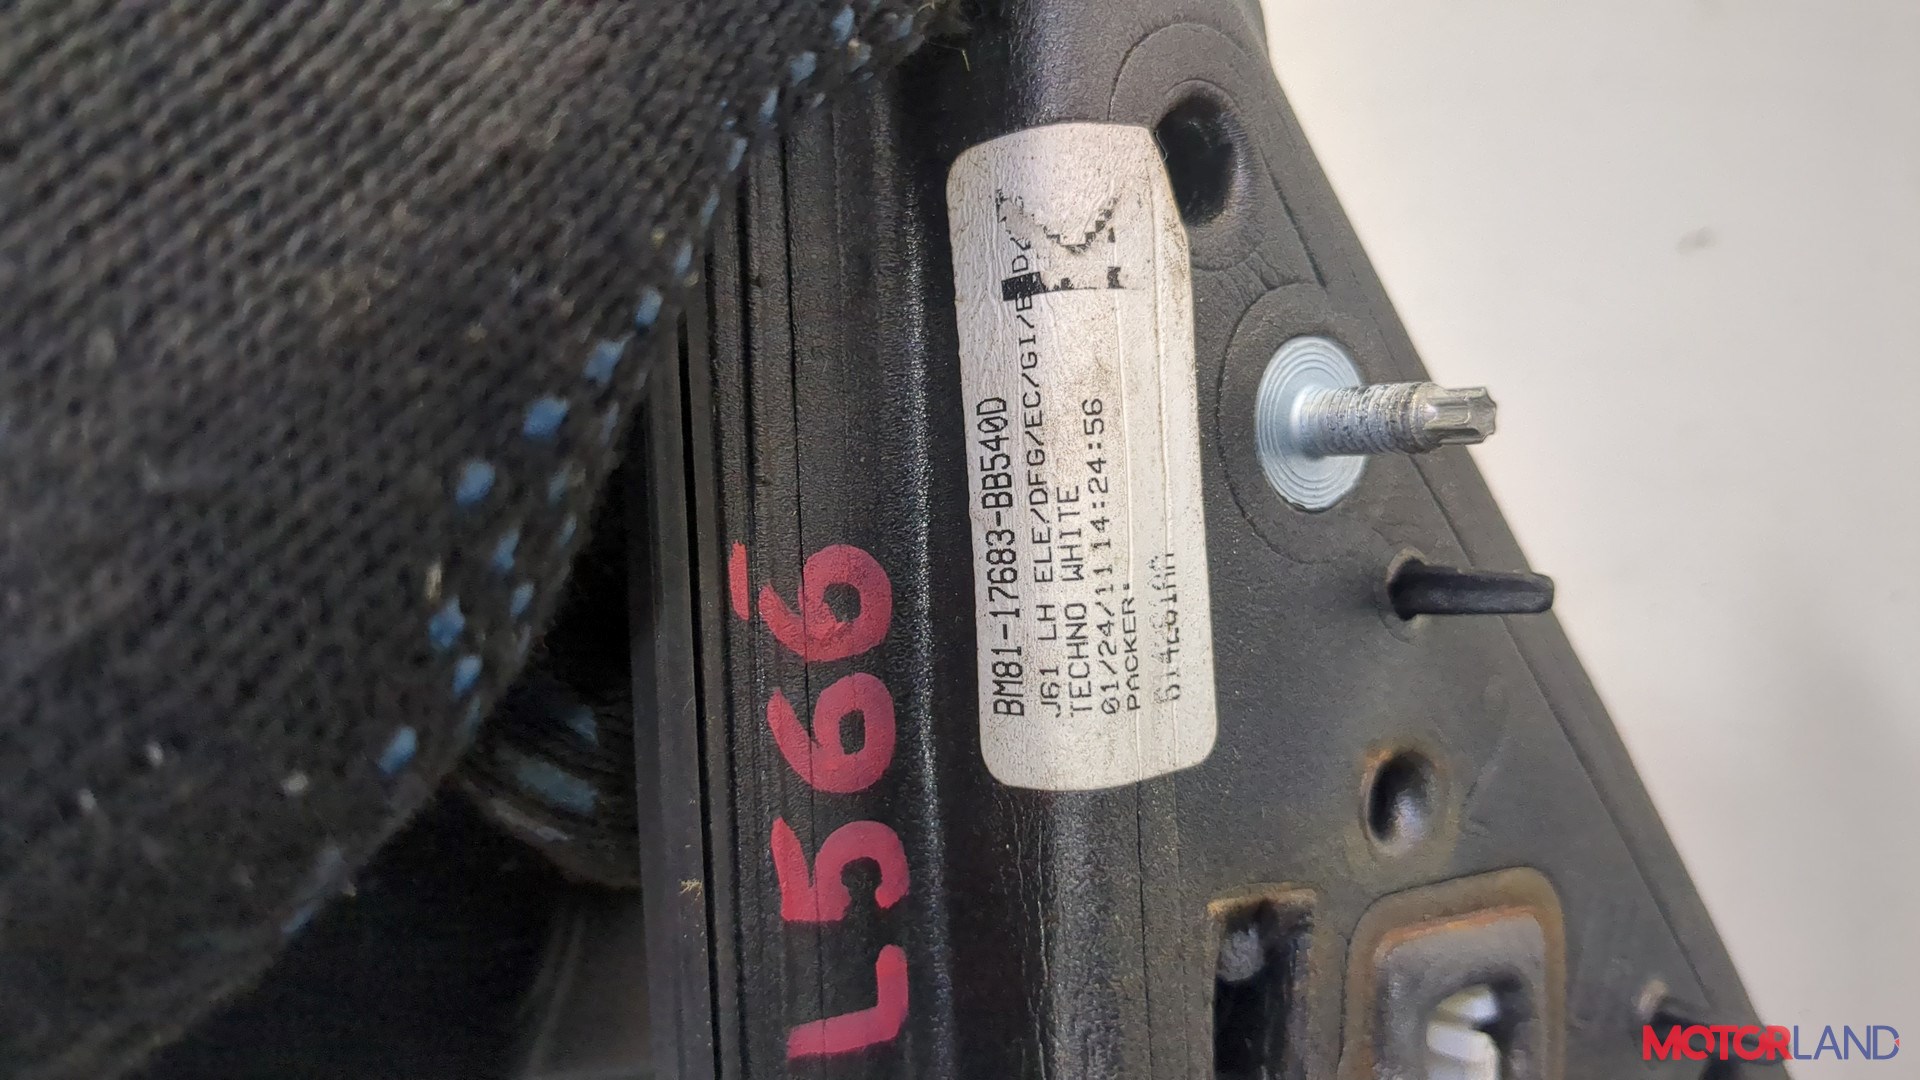 BM81-17683-BB540D
J61 LH ELE/DFG/EC/GI/BD/
TECHNO WHITE
01/24/11 14:24:56
PACKER:
K
L566
MOTORLAND